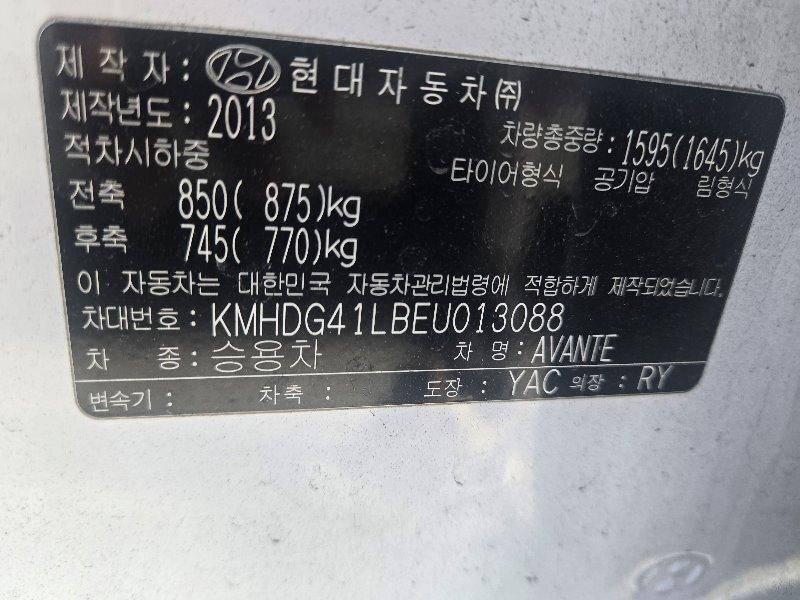 제 작 자 : 현대자동차㈜
제작년도 : 2013
차량총중량 : 1595(1645)kg
적차시하중
타이어형식 공기압 림형식
전축 850( 875)kg
후축 745( 770)kg
이 자동차는 대한민국 자동차관리법령에 적합하게 제작되었습니다.
차대번호 : KMHDG41LBEU013088
차 종 : 승용차 차 명 : AVANTE
변속기 : 차축 : 도장 : YAC 의장 : RY